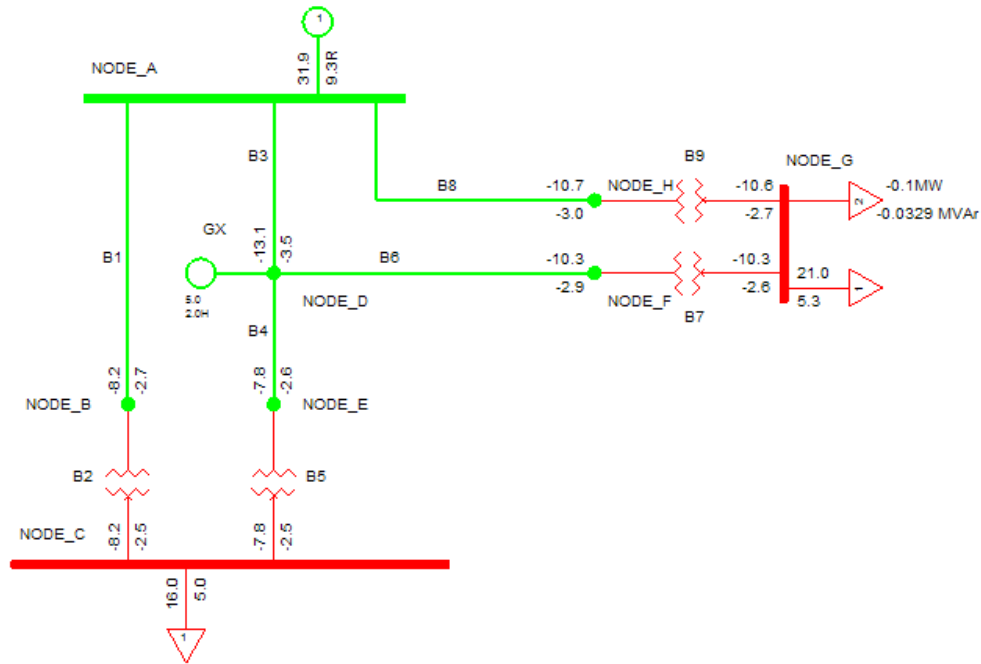 1
31.9
9.3R
NODE_A
B3
B8
B9
NODE_G
-10.7
NODE_H
-10.6
-0.1MW
-3.0
-2.7
2
-0.0329 MVAr
GX
-13.1
-3.5
B1
B6
-10.3
-10.3
21.0
1
5.0
2.0H
NODE_D
-2.9
NODE_F
-2.6
5.3
B4
B7
-8.2
-2.7
-7.8
-2.6
NODE_B
NODE_E
B2
B5
NODE_C
-8.2
-2.5
-7.8
-2.5
16.0
5.0
1